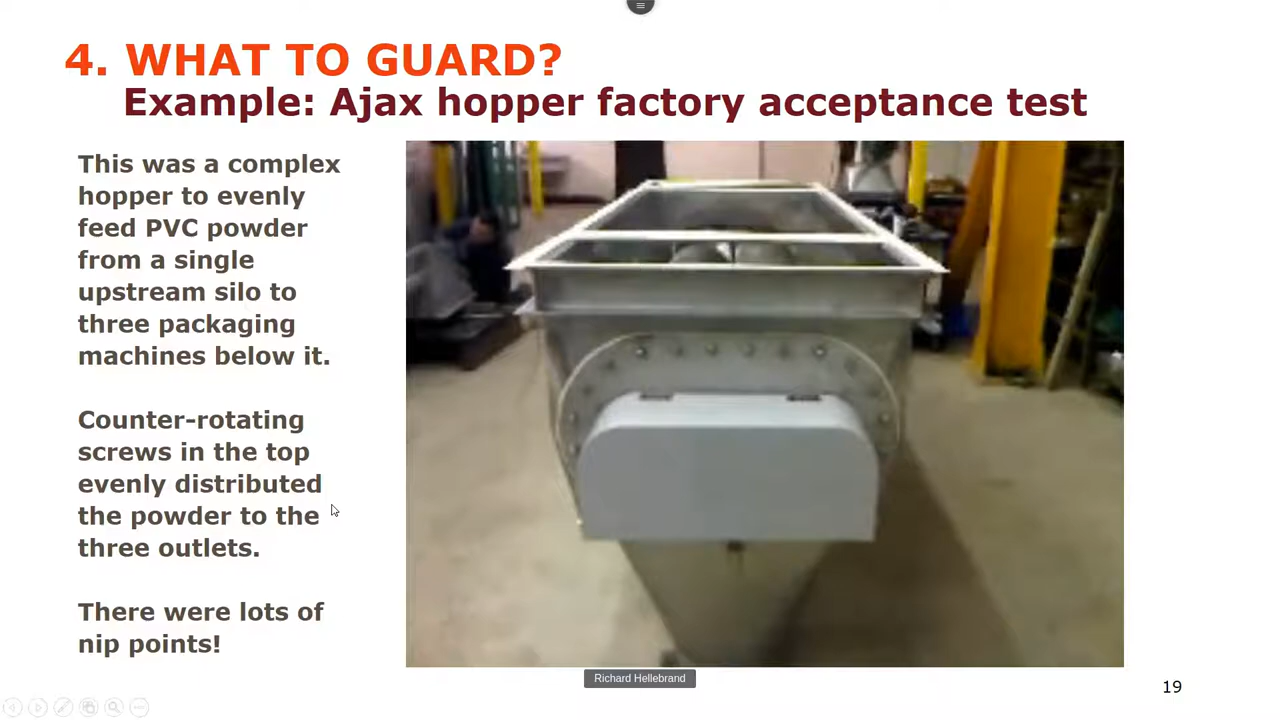 4. WHAT TO GUARD?
Example: Ajax hopper factory acceptance test
This was a complex
hopper to evenly
feed PVC powder
from a single
upstream silo to
three packaging
machines below it.
Counter-rotating
screws in the top
evenly distributed
the powder to the
three outlets.
There were lots of
nip points!
Richard Hellebrand
19